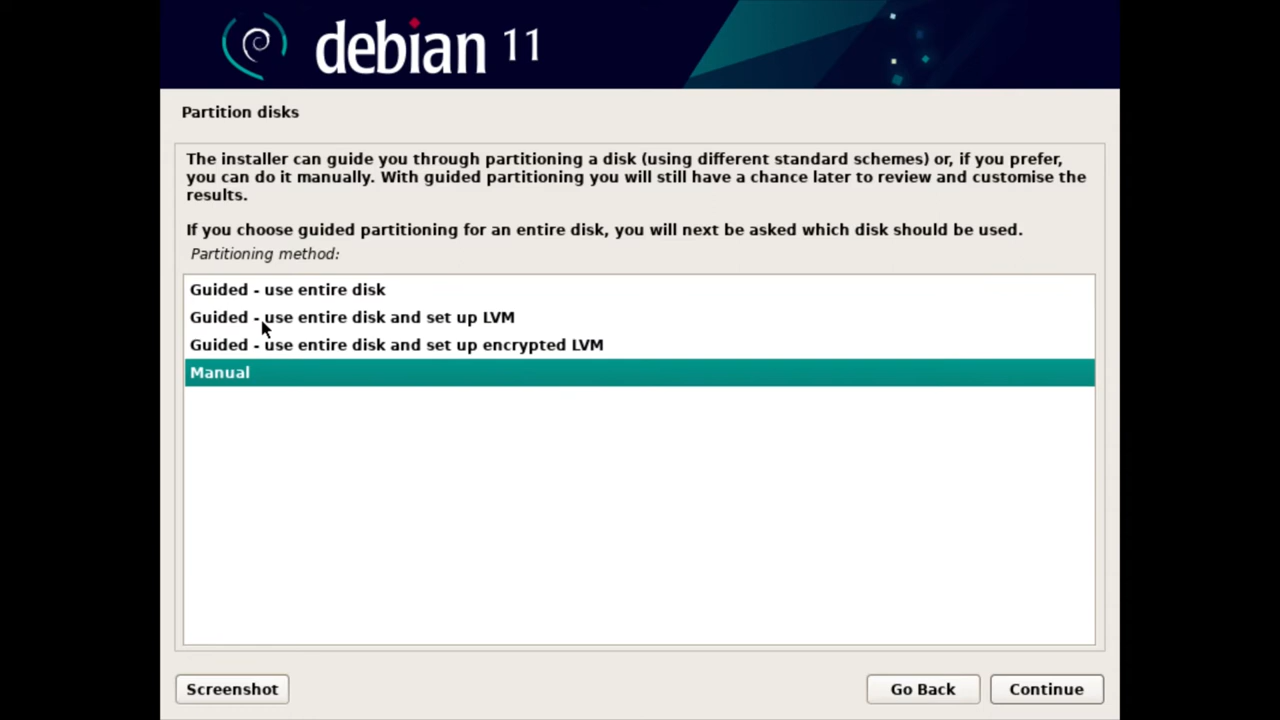 debian 11
Partition disks
The installer can guide you through partitioning a disk (using different standard schemes) or, if you prefer,
you can do it manually. With guided partitioning you will still have a chance later to review and customise the
results.
If you choose guided partitioning for an entire disk, you will next be asked which disk should be used.
Partitioning method:
Guided - use entire disk
Guided - use entire disk and set up LVM
Guided - use entire disk and set up encrypted LVM
Manual
Screenshot
Go Back
Continue